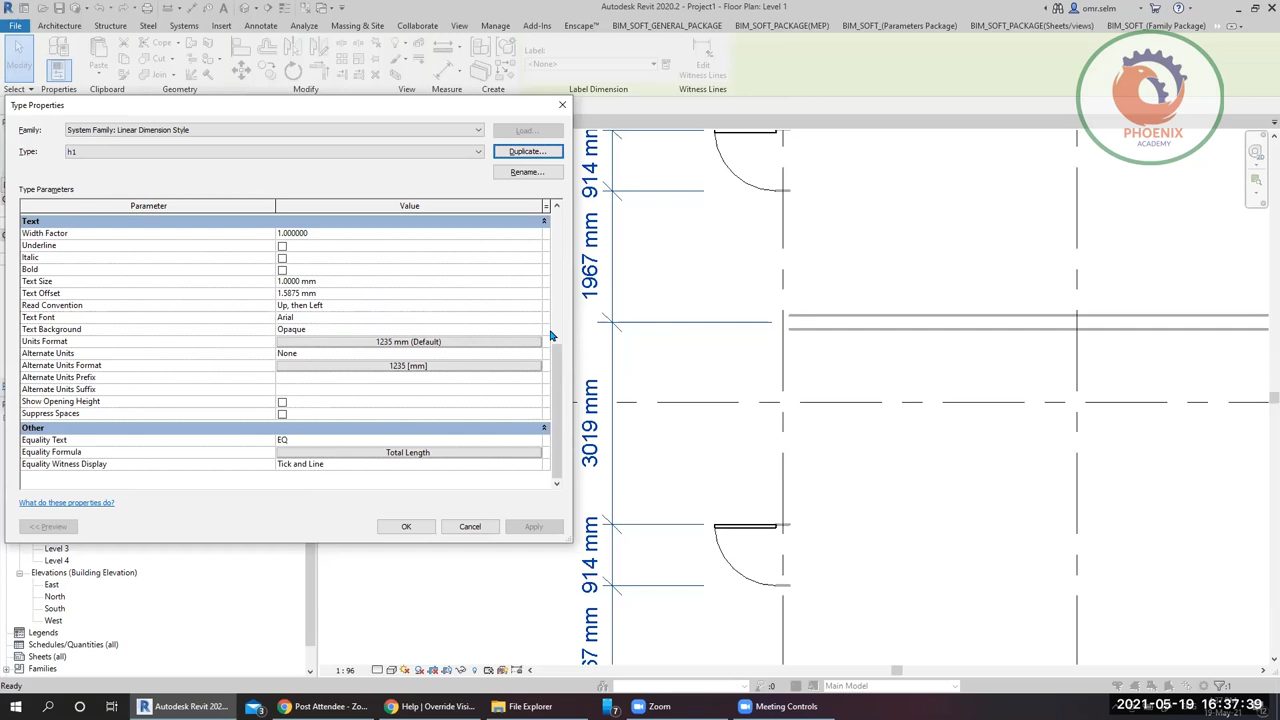 Autodesk Revit 2020.2 - Project1 - Floor Plan: Level 1
omr.selm
File Architecture Structure Steel Systems Insert Annotate Analyze Massing & Site Collaborate View Manage Add-Ins Enscape™ BIM_SOFT_GENERAL_PACKAGE BIM_SOFT_PACKAGE(MEP) BIM_SOFT_(Parameters Package) BIM_SOFT_PACKAGE(Sheets/views) BIM_SOFT_(Family Package)
Modify
Paste
Cope
Cut
Join
Label:
<None>
Edit
Witness Lines
Select Properties Clipboard Geometry Modify View Measure Create Label Dimension Witness Lines
PHOENIX
ACADEMY
Type Properties
Family: System Family: Linear Dimension Style Load...
Type: h1 Duplicate...
Rename...
Type Parameters
Parameter Value =
Text
Width Factor 1.000000
Underline
Italic
Bold
Text Size 1.0000 mm
Text Offset 1.5875 mm
Read Convention Up, then Left
Text Font Arial
Text Background Opaque
Units Format 1235 mm (Default)
Alternate Units None
Alternate Units Format 1235 [mm]
Alternate Units Prefix
Alternate Units Suffix
Show Opening Height
Suppress Spaces
Other
Equality Text EQ
Equality Formula Total Length
Equality Witness Display Tick and Line
What do these properties do?
<< Preview OK Cancel Apply
914 mm
1967 mm
3019 mm
914 mm
67 mm
Level 3
Level 4
Elevations (Building Elevation)
East
North
South
West
Legends
Schedules/Quantities (all)
Sheets (all)
Families
1 : 96
Ready
:0
Main Model
:1
Autodesk Revit 202...
Post Attendee - Zo...
Help | Override Visi...
File Explorer
Zoom
Meeting Controls
2021-05-19 16:37:39